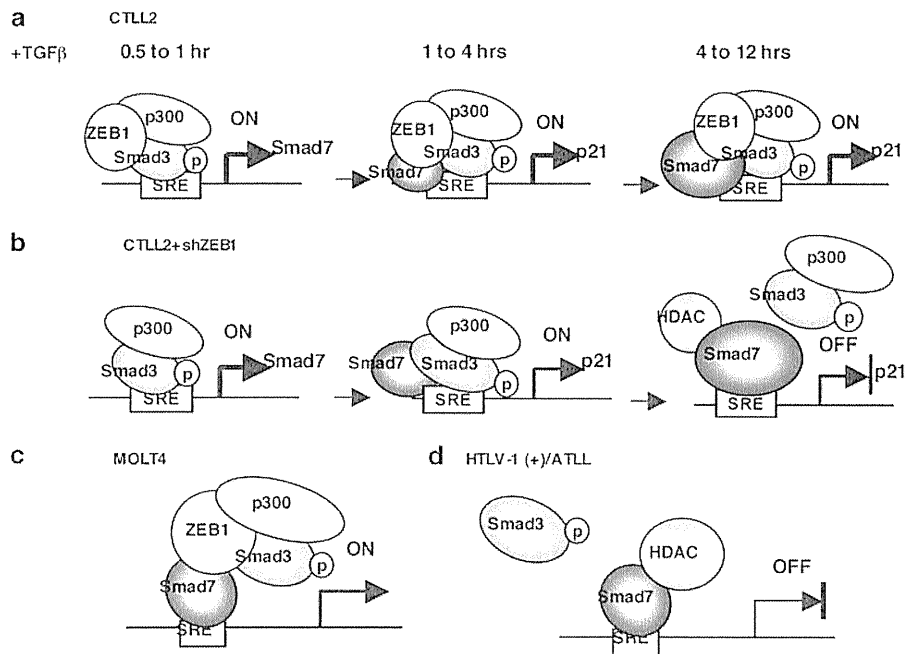 a CTLL2
+TGFβ 0.5 to 1 hr 1 to 4 hrs 4 to 12 hrs
p300 ZEB1 Smad3 p SRE ON Smad7
p300 ZEB1 Smad3 Smad7 p SRE ON p21
p300 ZEB1 Smad3 Smad7 p SRE ON p21
b CTLL2+shZEB1
p300 Smad3 p SRE ON Smad7
p300 Smad7 Smad3 p SRE ON p21
p300 Smad3 p HDAC Smad7 SRE OFF p21
c MOLT4
p300 ZEB1 Smad3 p Smad7 SRE ON
d HTLV-1 (+)/ATLL
Smad3 p HDAC Smad7 SRE OFF